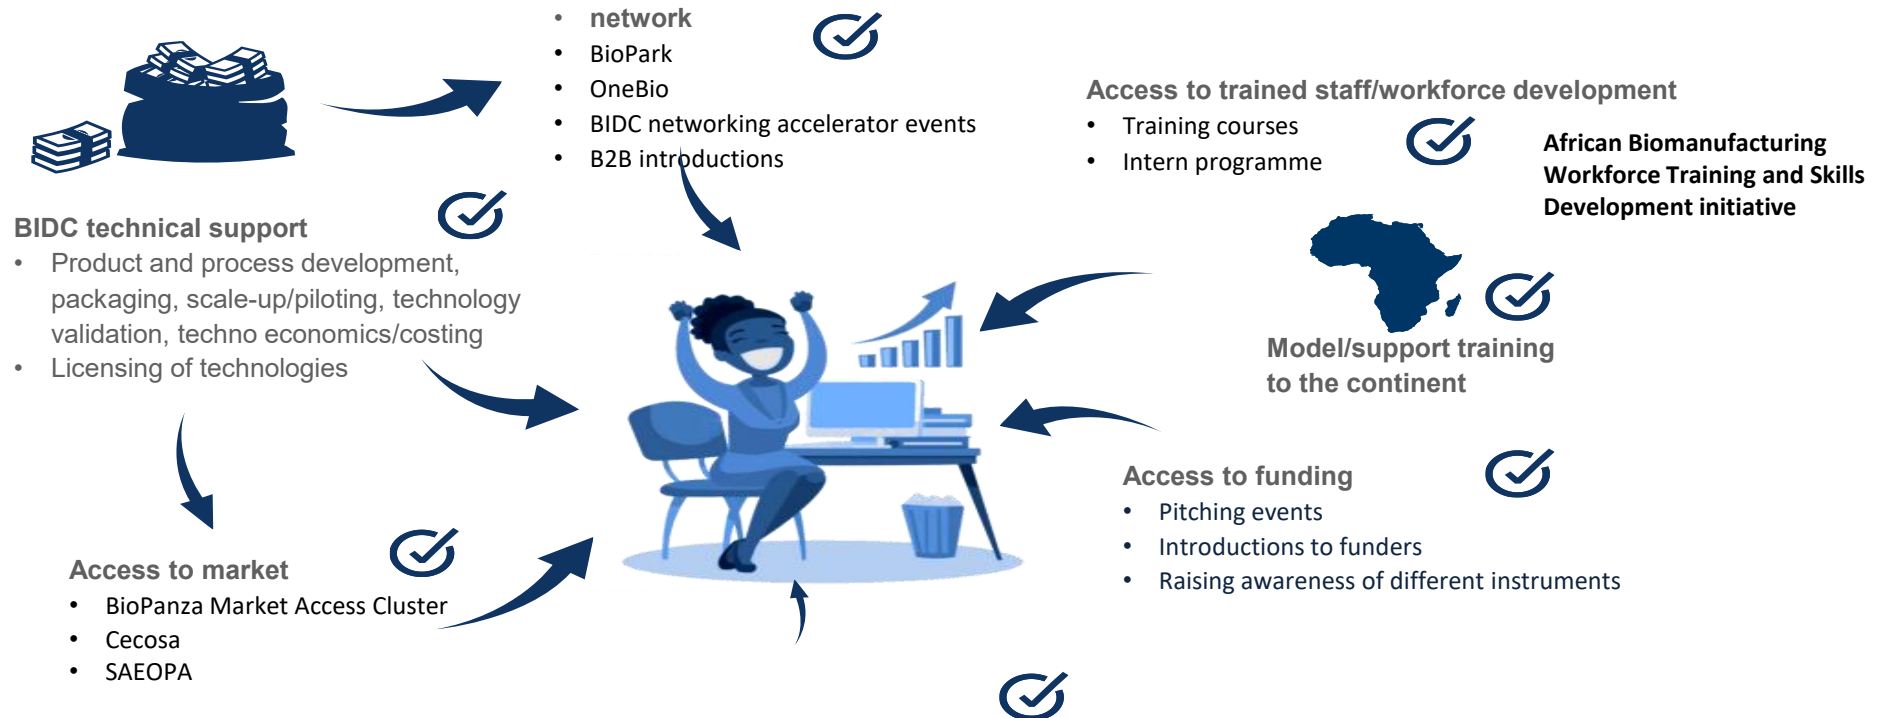 • network
• BioPark
• OneBio
• BIDC networking accelerator events
• B2B introductions
Access to trained staff/workforce development
• Training courses
• Intern programme
African Biomanufacturing
Workforce Training and Skills
Development initiative
BIDC technical support
• Product and process development,
packaging, scale-up/piloting, technology
validation, techno economics/costing
• Licensing of technologies
Model/support training
to the continent
Access to funding
• Pitching events
• Introductions to funders
• Raising awareness of different instruments
Access to market
• BioPanza Market Access Cluster
• Cecosa
• SAEOPA